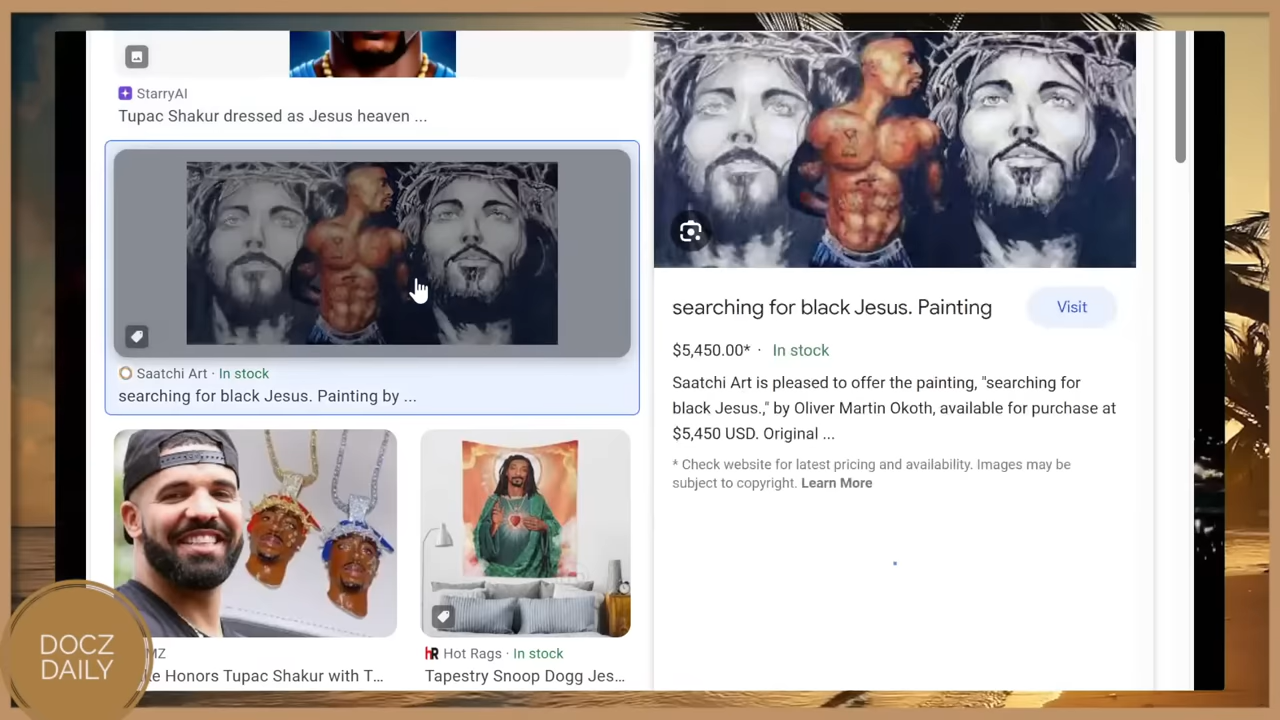 StarryAI
Tupac Shakur dressed as Jesus heaven ...
Saatchi Art · In stock
searching for black Jesus. Painting by ...
MZ
e Honors Tupac Shakur with T...
Hot Rags · In stock
Tapestry Snoop Dogg Jes...
searching for black Jesus. Painting
Visit
$5,450.00* · In stock
Saatchi Art is pleased to offer the painting, "searching for
black Jesus.," by Oliver Martin Okoth, available for purchase at
$5,450 USD. Original ...
* Check website for latest pricing and availability. Images may be
subject to copyright. Learn More
DOCZ
DAILY